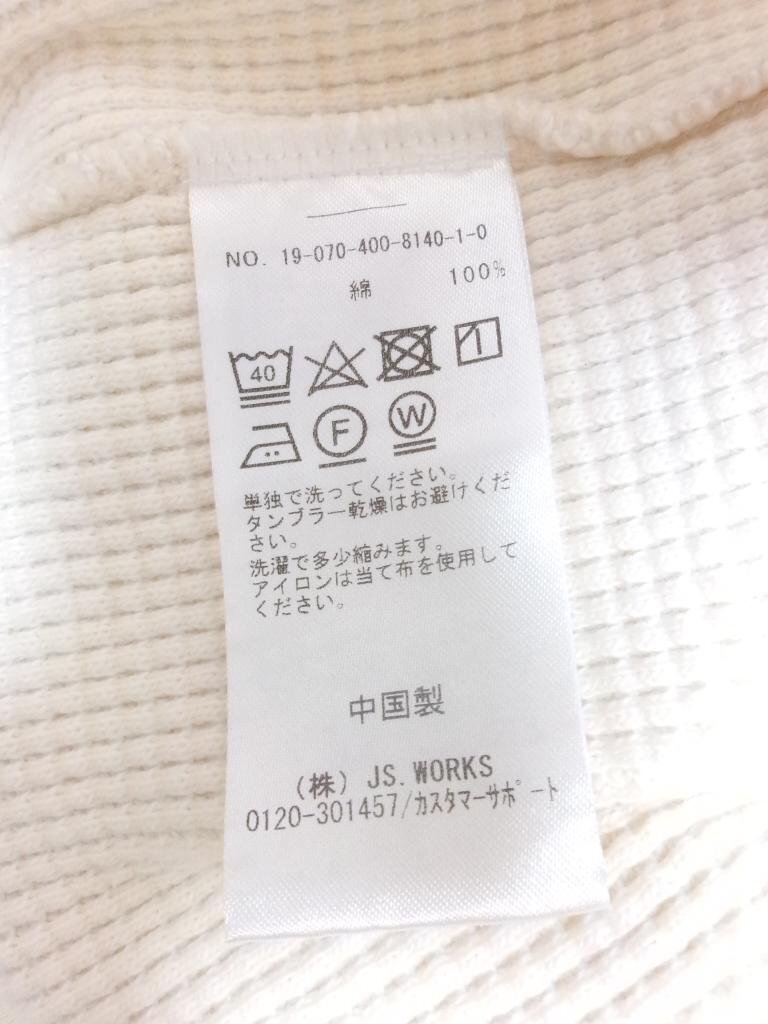 NO. 19-070-400-8140-1-0
綿 100%
40
F W
単独で洗ってください。
タンブラー乾燥はお避けくだ
さい。
洗濯で多少縮みます。
アイロンは当て布を使用して
ください。
中国製
(株) JS.WORKS
0120-301457/カスタマーサポート